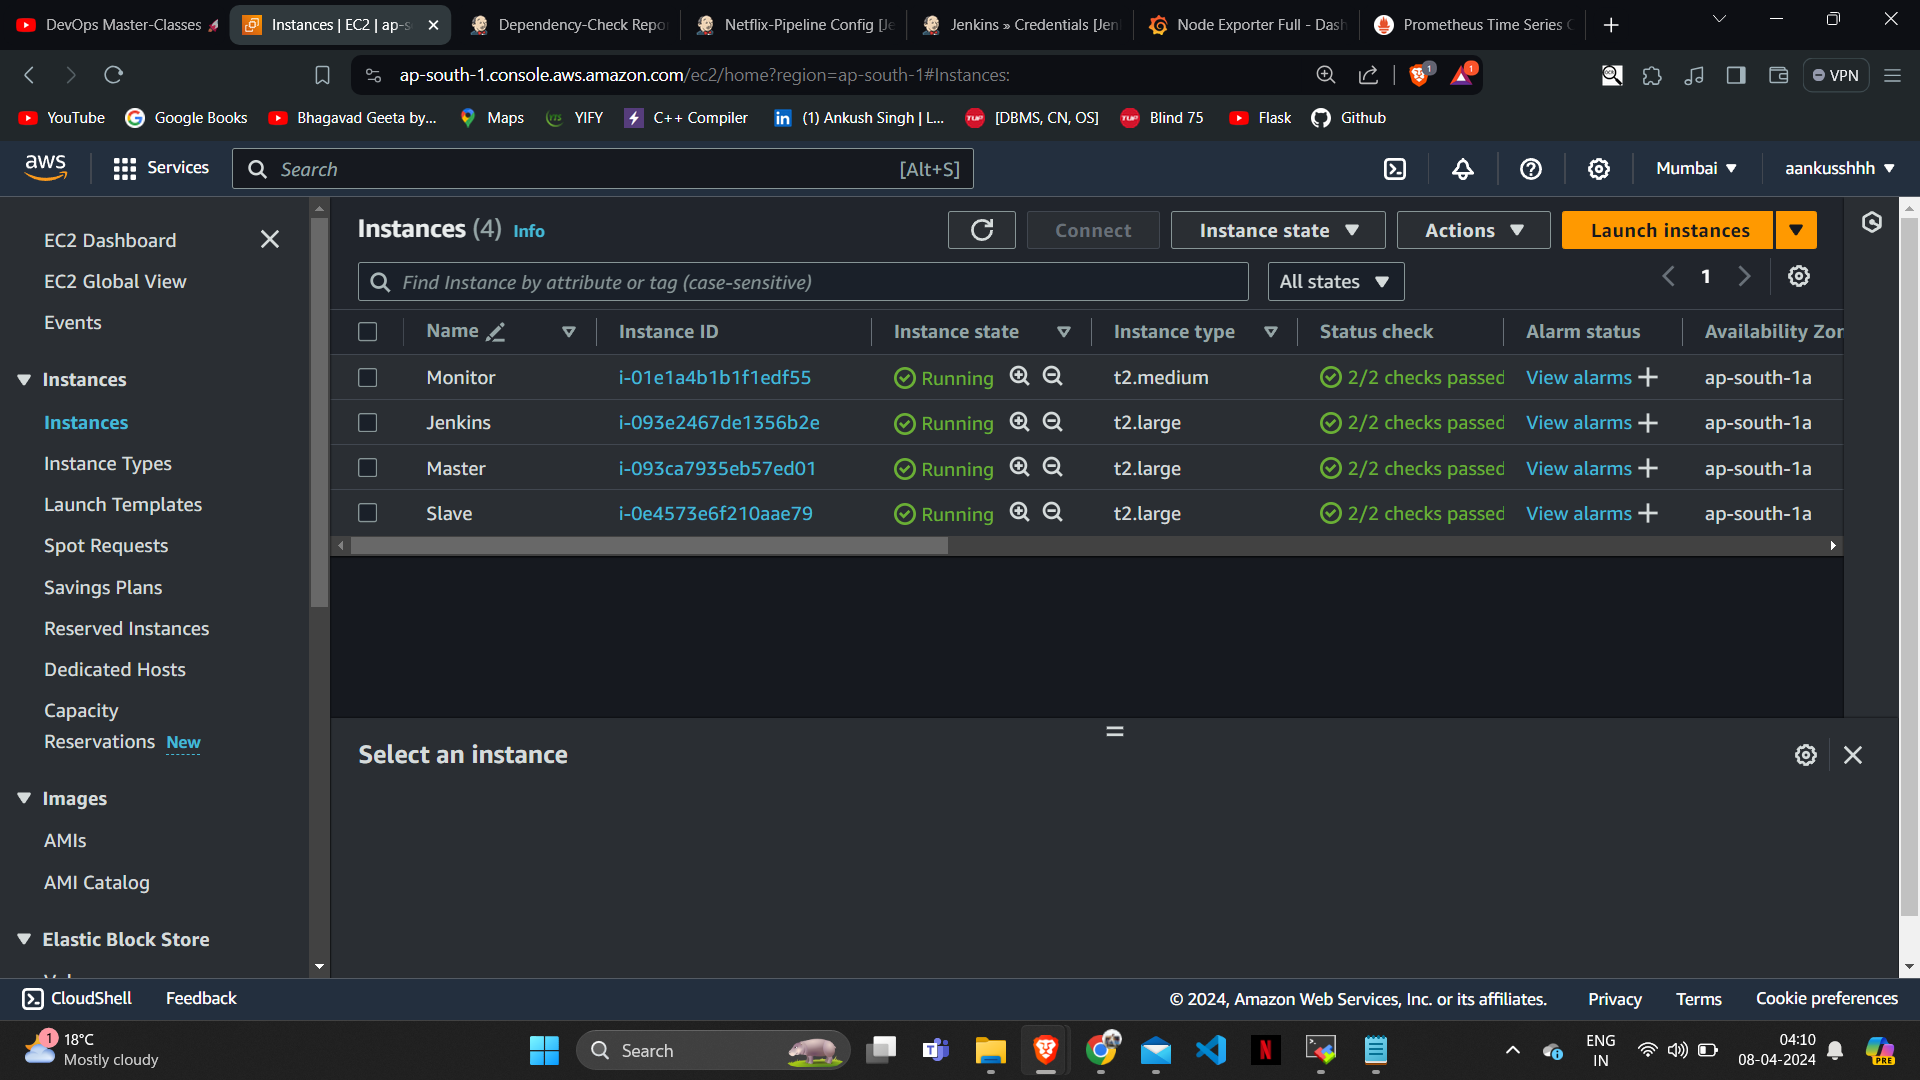 DevOps Master-Classes
Instances | EC2 | ap-s
Dependency-Check Repo
Netflix-Pipeline Config [Je
Jenkins » Credentials [Jen
Node Exporter Full - Dash
Prometheus Time Series C
ap-south-1.console.aws.amazon.com/ec2/home?region=ap-south-1#Instances:
1
1
VPN
YouTube
Google Books
Bhagavad Geeta by...
Maps
YIFY
C++ Compiler
(1) Ankush Singh | L...
[DBMS, CN, OS]
Blind 75
Flask
Github
aws
Services
Search
[Alt+S]
Mumbai
aankusshhh
EC2 Dashboard
EC2 Global View
Events
Instances
Instances
Instance Types
Launch Templates
Spot Requests
Savings Plans
Reserved Instances
Dedicated Hosts
Capacity
Reservations New
Images
AMIs
AMI Catalog
Elastic Block Store
Instances (4) Info
Connect
Instance state
Actions
Launch instances
Find Instance by attribute or tag (case-sensitive)
All states
1
Name Instance ID Instance state Instance type Status check Alarm status Availability Zor
Monitor i-01e1a4b1b1f1edf55 Running t2.medium 2/2 checks passed View alarms ap-south-1a
Jenkins i-093e2467de1356b2e Running t2.large 2/2 checks passed View alarms ap-south-1a
Master i-093ca7935eb57ed01 Running t2.large 2/2 checks passed View alarms ap-south-1a
Slave i-0e4573e6f210aae79 Running t2.large 2/2 checks passed View alarms ap-south-1a
Select an instance
CloudShell
Feedback
© 2024, Amazon Web Services, Inc. or its affiliates.
Privacy
Terms
Cookie preferences
1
18°C
Mostly cloudy
Search
ENG
IN
04:10
08-04-2024
PRE